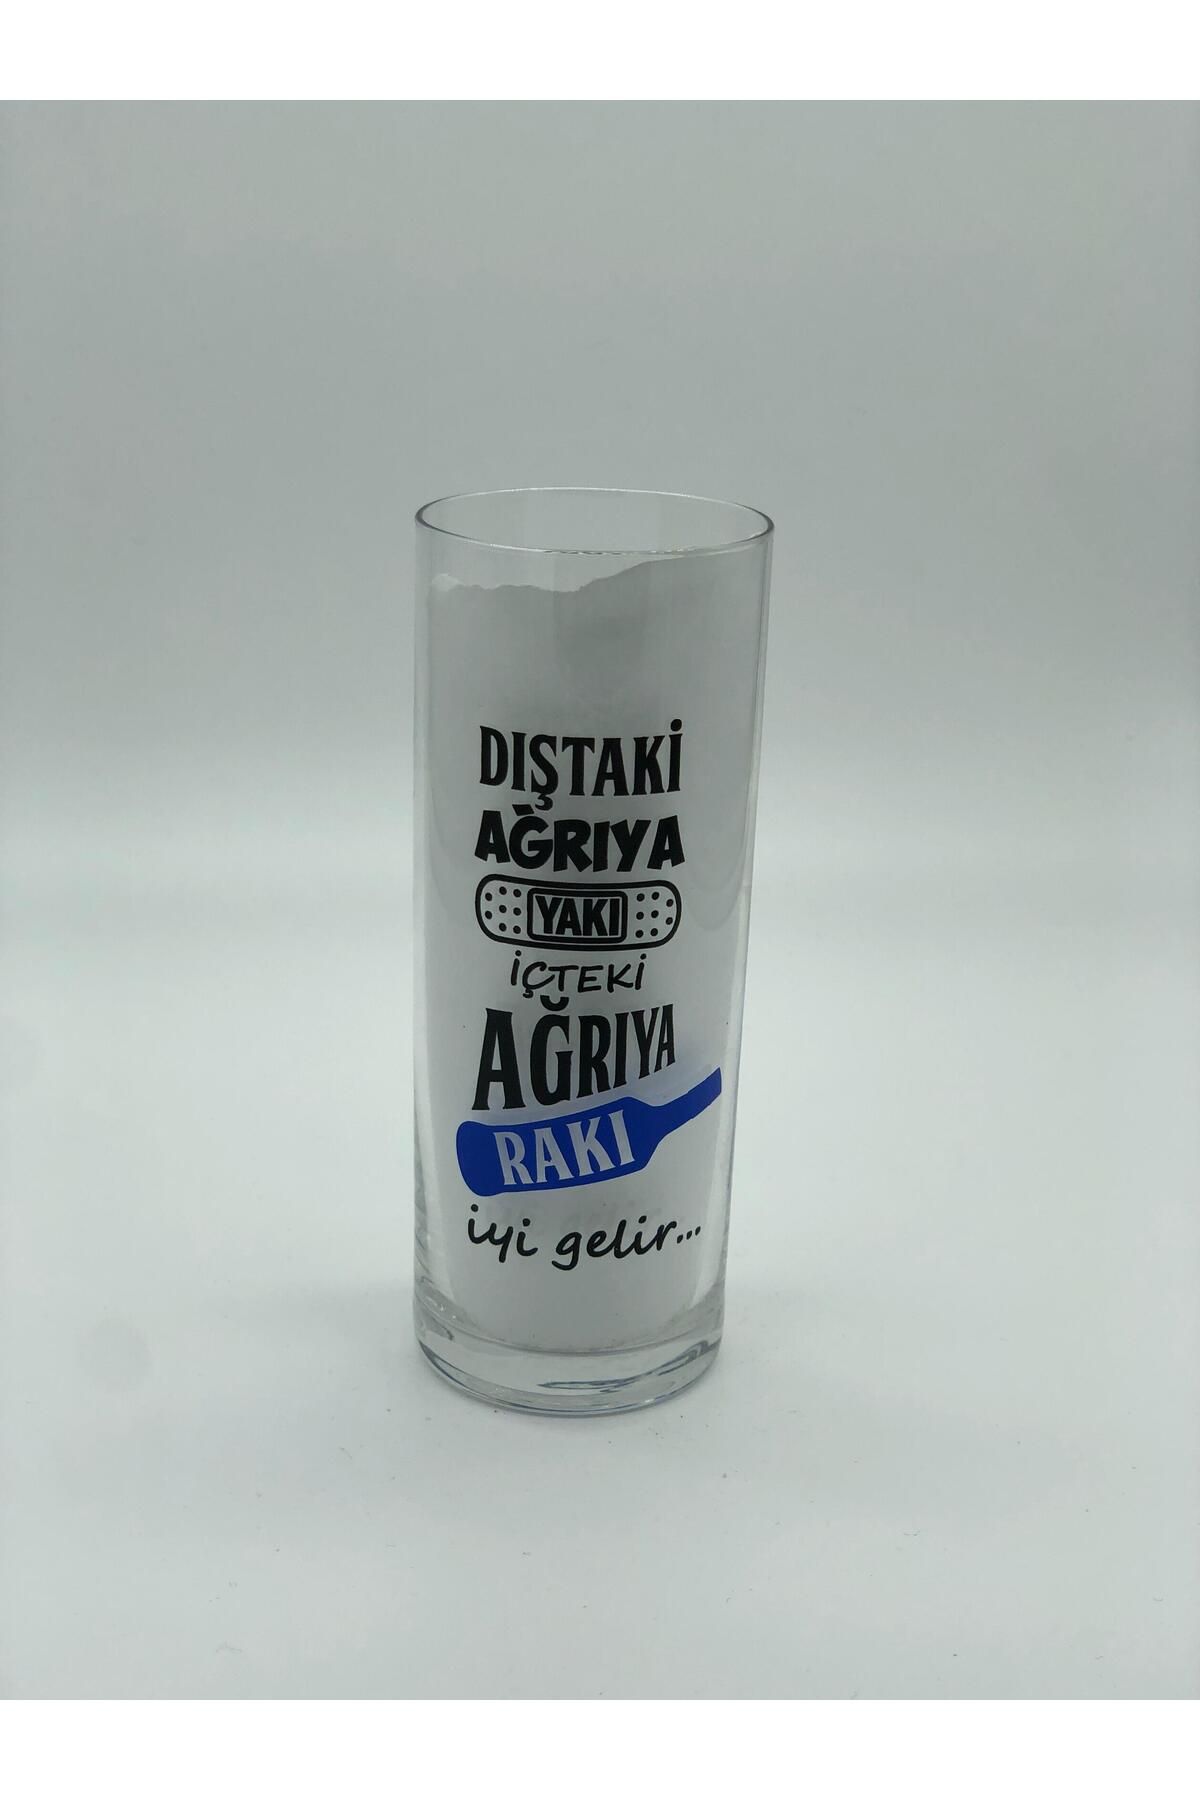 DIŞTAKİ
AĞRIYA
YAKI
İÇTEKİ
AĞRIYA
RAKI
iyi gelir...